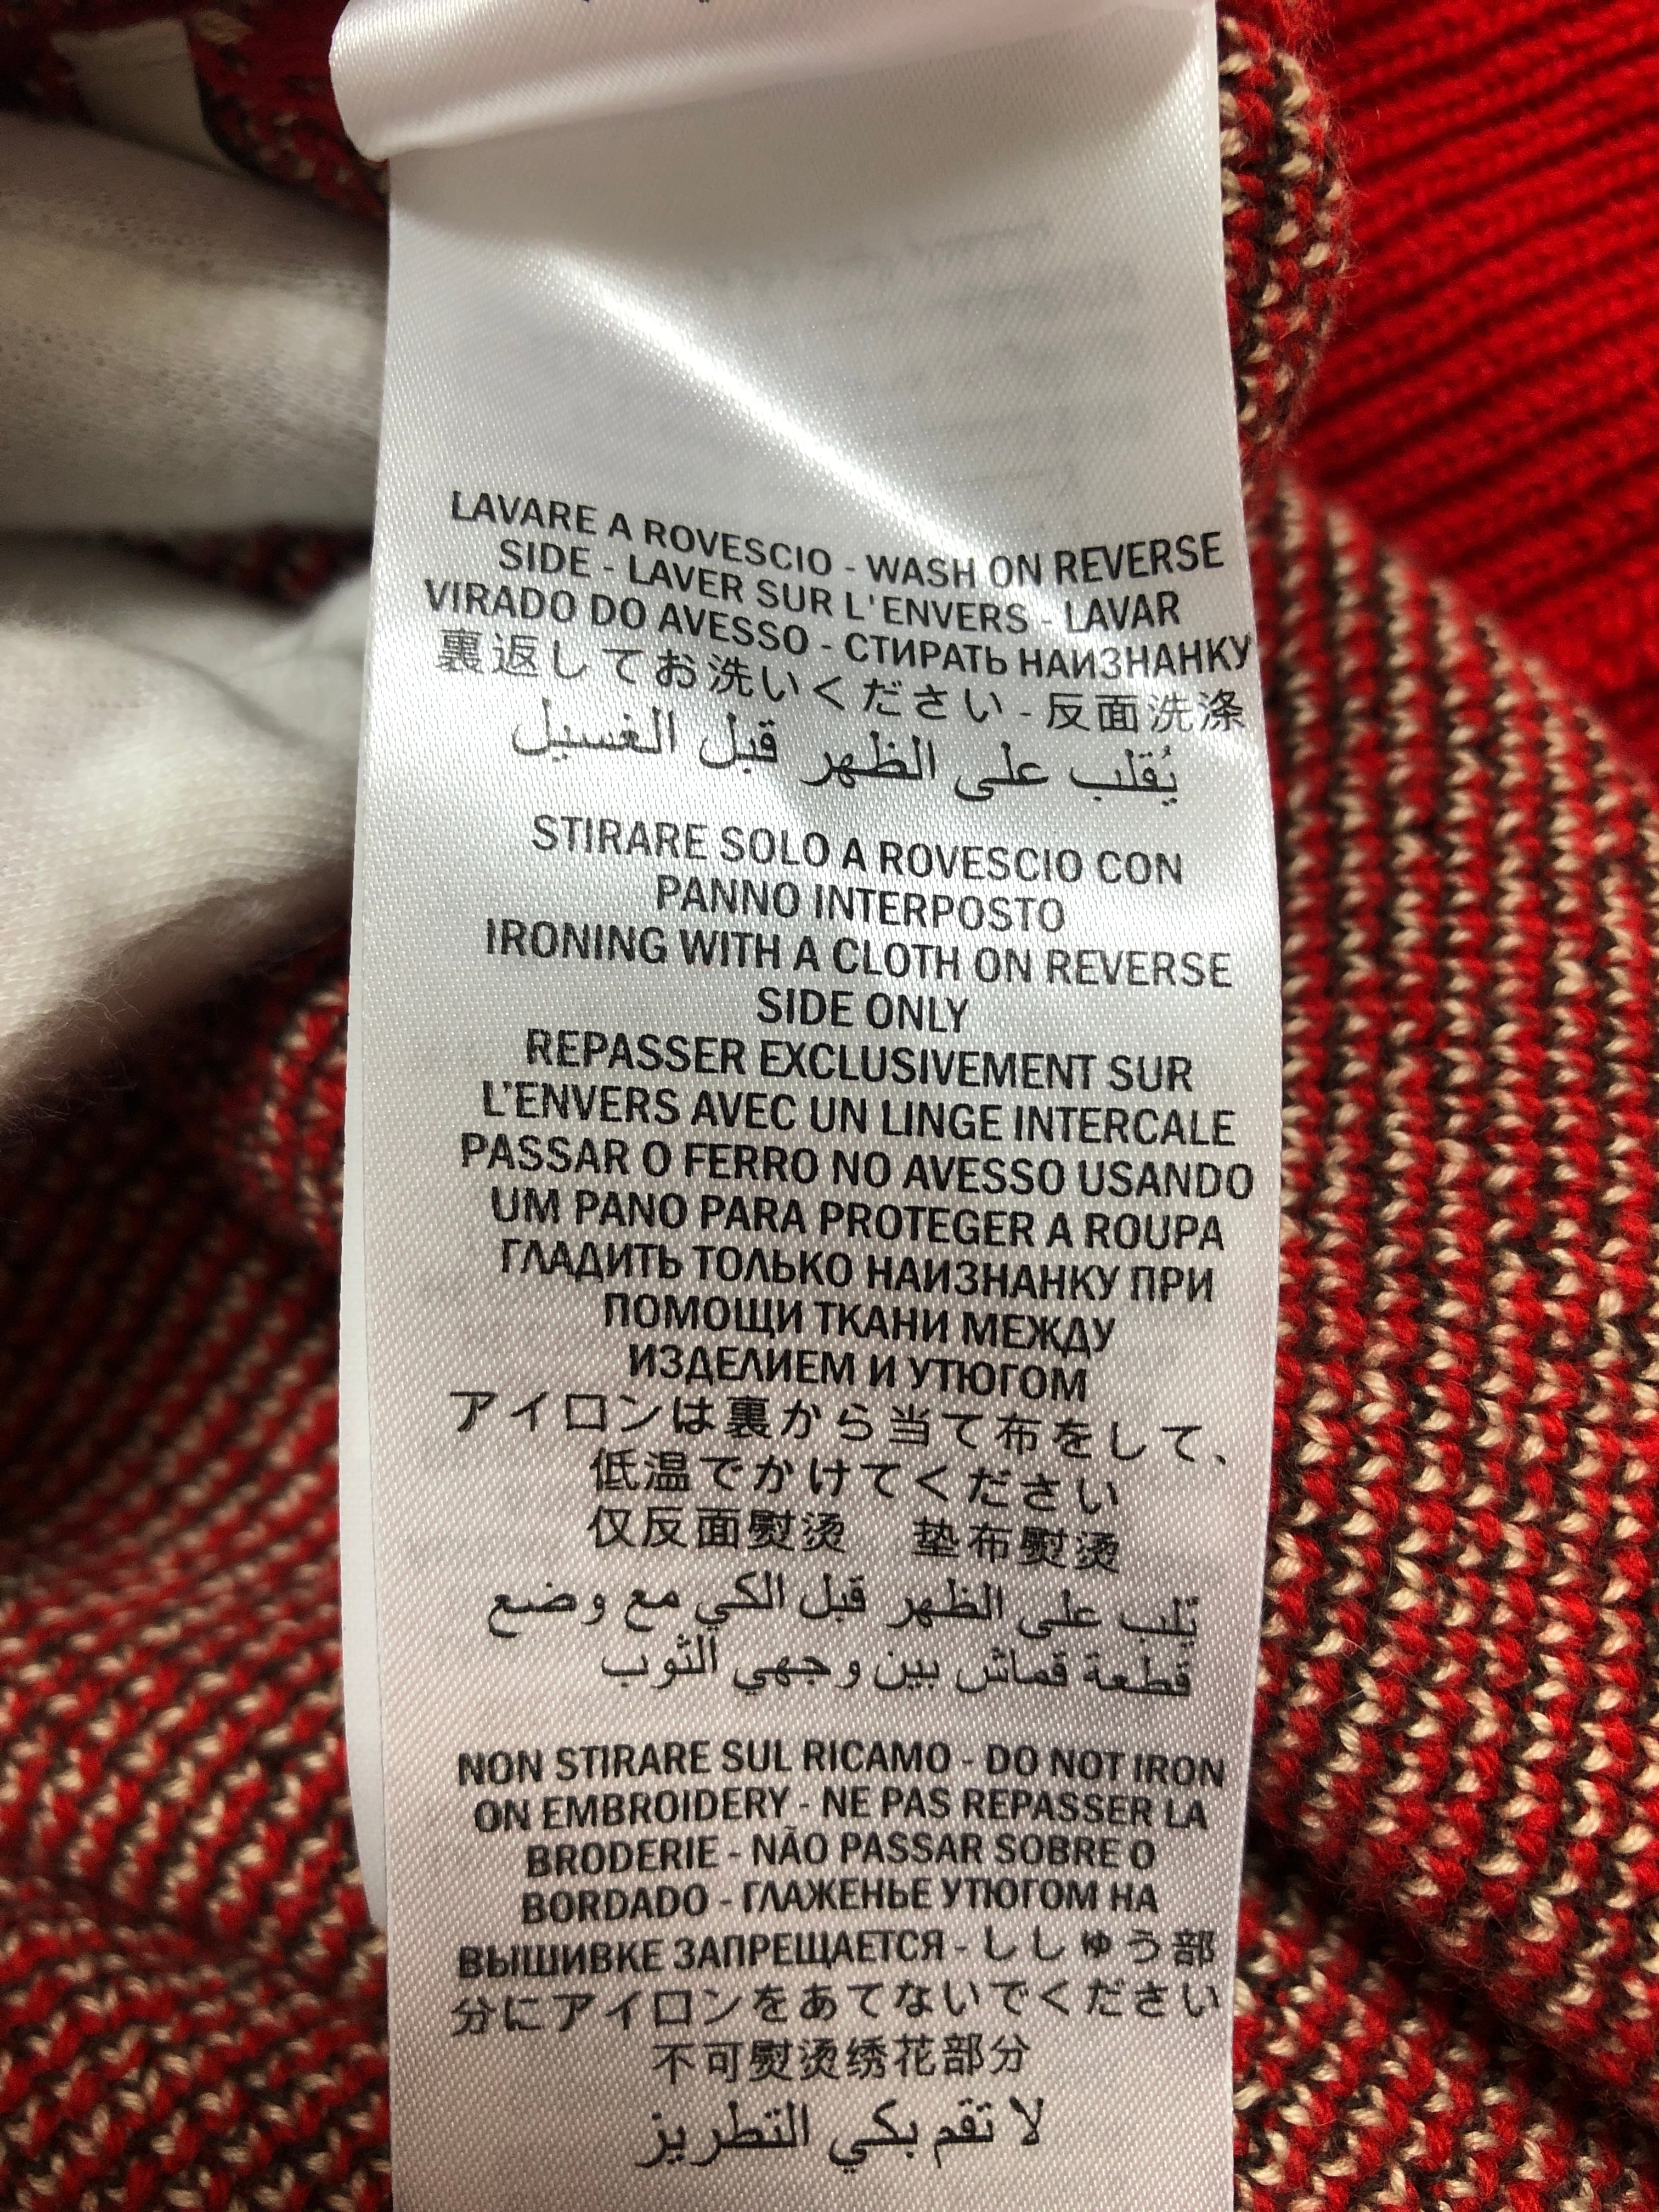 LAVARE A ROVESCIO - WASH ON REVERSE
SIDE - LAVER SUR L'ENVERS - LAVAR
VIRADO DO AVESSO - СТИРАТЬ НАИЗНАНКУ
裏返してお洗いください - 反面洗涤
يُقلب على الظهر قبل الغسيل
STIRARE SOLO A ROVESCIO CON
PANNO INTERPOSTO
IRONING WITH A CLOTH ON REVERSE
SIDE ONLY
REPASSER EXCLUSIVEMENT SUR
L'ENVERS AVEC UN LINGE INTERCALE
PASSAR O FERRO NO AVESSO USANDO
UM PANO PARA PROTEGER A ROUPA
ГЛАДИТЬ ТОЛЬКО НАИЗНАНКУ ПРИ
ПОМОЩИ ТКАНИ МЕЖДУ
ИЗДЕЛИЕМ И УТЮГОМ
アイロンは裏から当て布をして、
低温でかけてください
仅反面熨烫 垫布熨烫
على الظهر قبل الكي مع وضع
قطعة قماش بين وجهي الثوب
NON STIRARE SUL RICAMO - DO NOT IRON
ON EMBROIDERY - NE PAS REPASSER LA
BRODERIE - NÃO PASSAR SOBRE O
BORDADO - ГЛАЖЕНЬЕ УТЮГОМ НА
ВЫШИВКЕ ЗАПРЕЩАЕТСЯ - ししゅう部
分にアイロンをあてないでください
不可熨烫绣花部分
لا تقم بكي التطريز